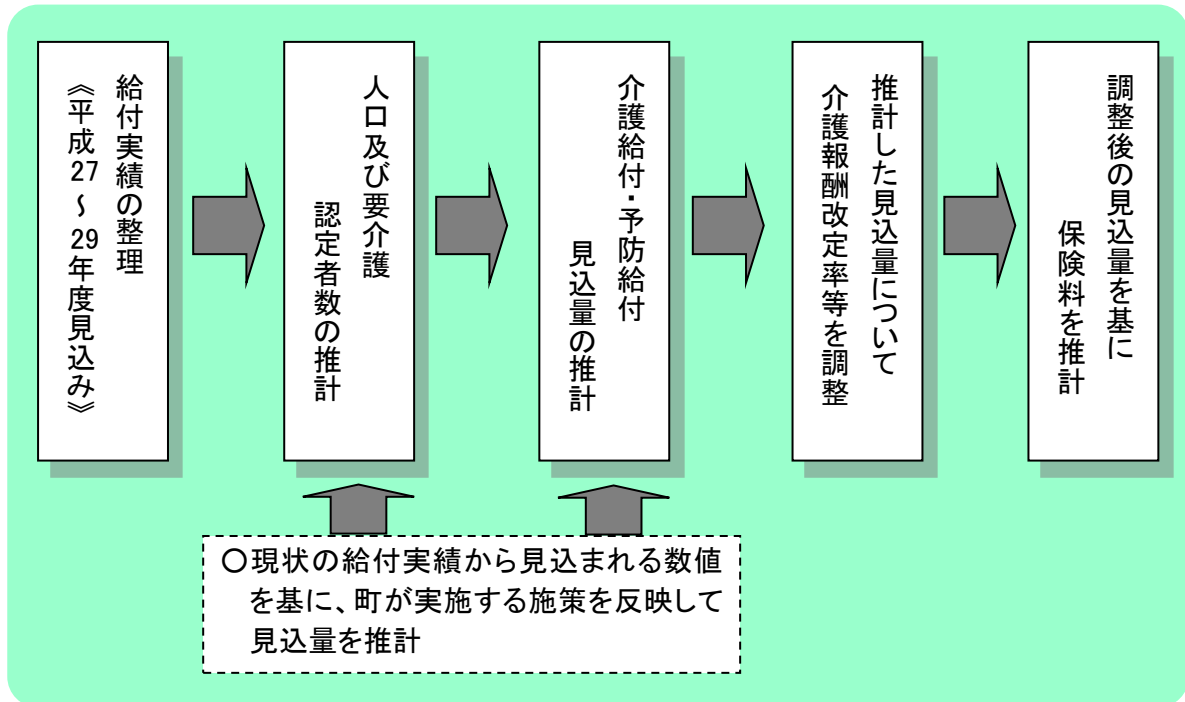 給付実績の整理
《平成27～29年度見込み》
人口及び要介護
認定者数の推計
介護給付・予防給付
見込量の推計
推計した見込量について
介護報酬改定率等を調整
調整後の見込量を基に
保険料を推計
○現状の給付実績から見込まれる数値
を基に、町が実施する施策を反映して
見込量を推計